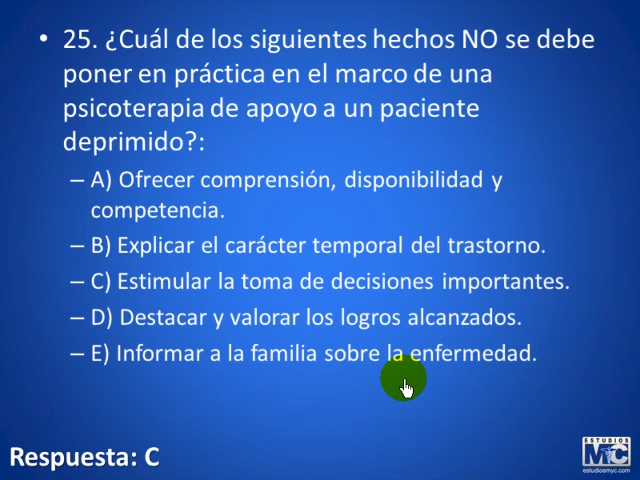 • 25. ¿Cuál de los siguientes hechos NO se debe
poner en práctica en el marco de una
psicoterapia de apoyo a un paciente
deprimido?:
– A) Ofrecer comprensión, disponibilidad y
competencia.
– B) Explicar el carácter temporal del trastorno.
– C) Estimular la toma de decisiones importantes.
– D) Destacar y valorar los logros alcanzados.
– E) Informar a la familia sobre la enfermedad.
Respuesta: C
ESTUDIOS
MYC
estudiosmyc.com